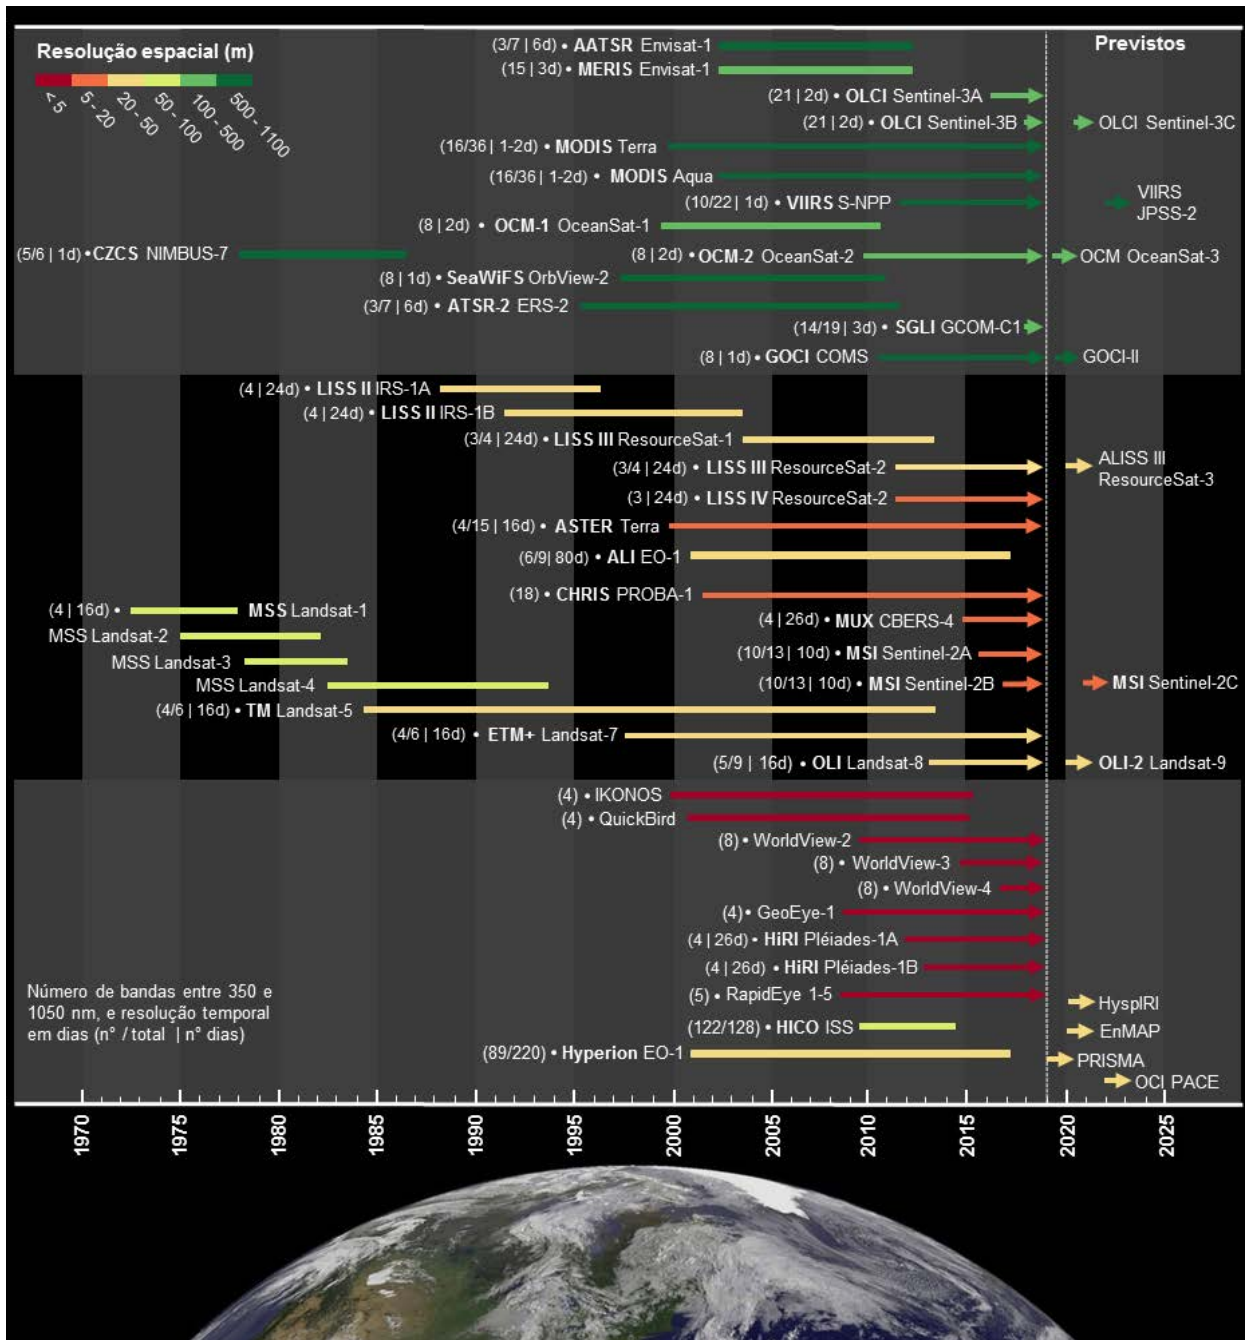 Resolução espacial (m)
< 5
5 - 20
20 - 50
50 - 100
100 - 500
500 - 1100
Previstos
(3/7 | 6d) • AATSR Envisat-1
(15 | 3d) • MERIS Envisat-1
(21 | 2d) • OLCI Sentinel-3A
(21 | 2d) • OLCI Sentinel-3B
OLCI Sentinel-3C
(16/36 | 1-2d) • MODIS Terra
(16/36 | 1-2d) • MODIS Aqua
(10/22 | 1d) • VIIRS S-NPP
VIIRS
JPSS-2
(8 | 2d) • OCM-1 OceanSat-1
(5/6 | 1d) • CZCS NIMBUS-7
(8 | 2d) • OCM-2 OceanSat-2
OCM OceanSat-3
(8 | 1d) • SeaWiFS OrbView-2
(3/7 | 6d) • ATSR-2 ERS-2
(14/19 | 3d) • SGLI GCOM-C1
(8 | 1d) • GOCI COMS
GOCI-II
(4 | 24d) • LISS II IRS-1A
(4 | 24d) • LISS II IRS-1B
(3/4 | 24d) • LISS III ResourceSat-1
(3/4 | 24d) • LISS III ResourceSat-2
ALISS III
ResourceSat-3
(3 | 24d) • LISS IV ResourceSat-2
(4/15 | 16d) • ASTER Terra
(6/9| 80d) • ALI EO-1
(18) • CHRIS PROBA-1
(4 | 16d) • MSS Landsat-1
(4 | 26d) • MUX CBERS-4
MSS Landsat-2
(10/13 | 10d) • MSI Sentinel-2A
MSS Landsat-3
(10/13 | 10d) • MSI Sentinel-2B
MSI Sentinel-2C
MSS Landsat-4
(4/6 | 16d) • TM Landsat-5
(4/6 | 16d) • ETM+ Landsat-7
(5/9 | 16d) • OLI Landsat-8
OLI-2 Landsat-9
(4) • IKONOS
(4) • QuickBird
(8) • WorldView-2
(8) • WorldView-3
(8) • WorldView-4
(4) • GeoEye-1
(4 | 26d) • HiRI Pléiades-1A
(4 | 26d) • HiRI Pléiades-1B
(5) • RapidEye 1-5
HyspIRI
(122/128) • HICO ISS
EnMAP
(89/220) • Hyperion EO-1
PRISMA
OCI PACE
Número de bandas entre 350 e
1050 nm, e resolução temporal
em dias (n° / total | n° dias)
1970
1975
1980
1985
1990
1995
2000
2005
2010
2015
2020
2025